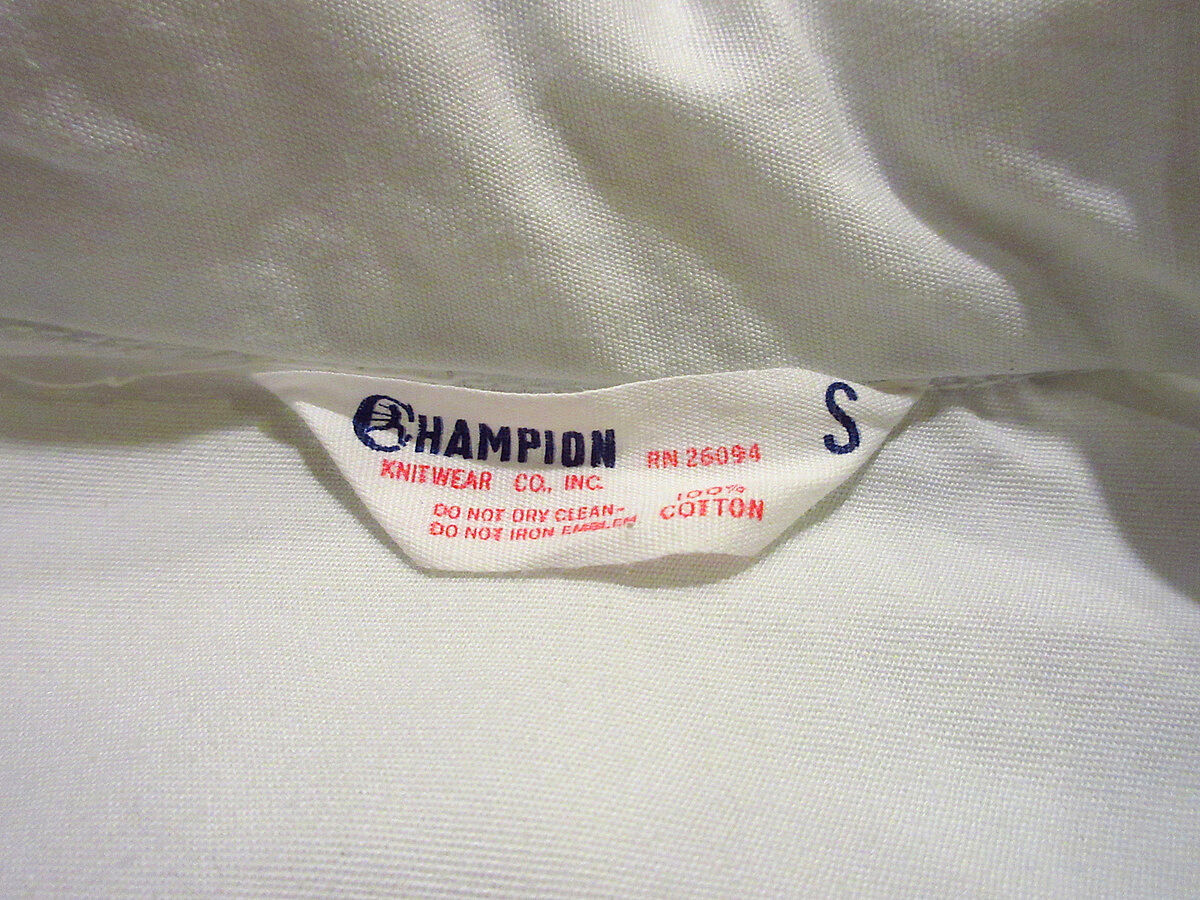 CHAMPION
KNITWEAR CO., INC.
DO NOT DRY CLEAN-
DO NOT IRON EMBLEM
RN 26094
100%
COTTON
S